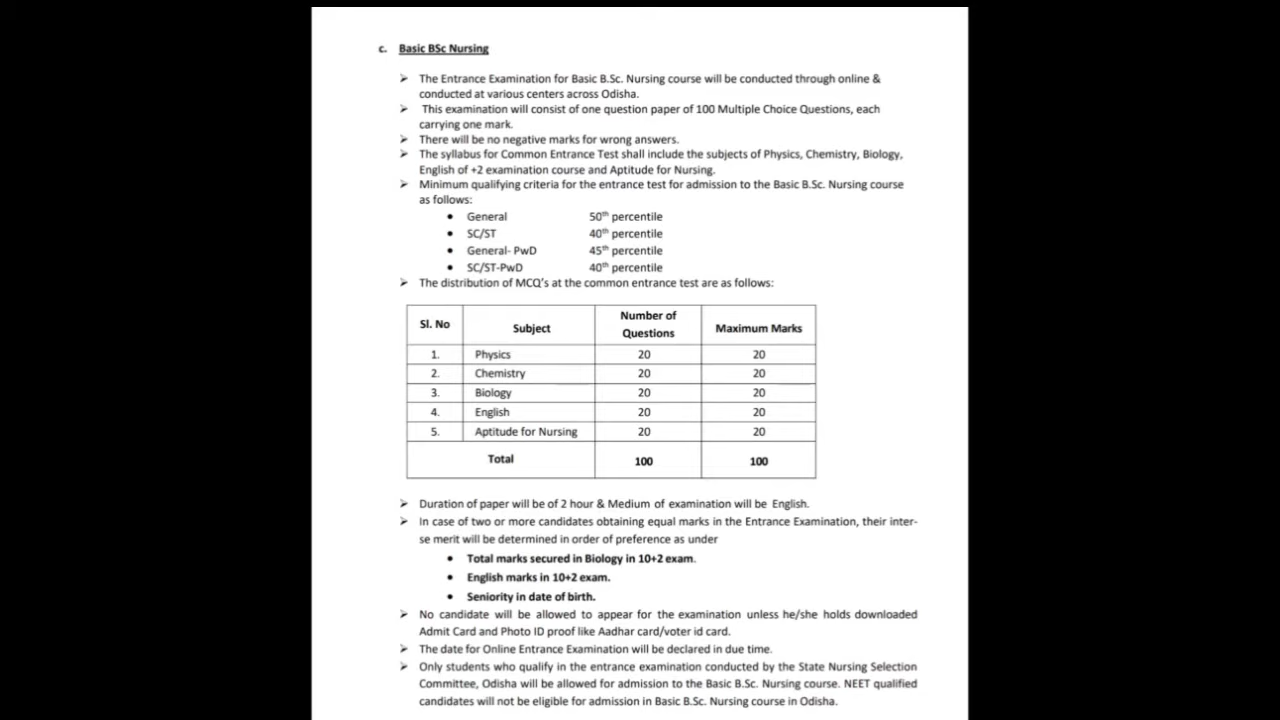 c. Basic BSc Nursing
➢ The Entrance Examination for Basic B.Sc. Nursing course will be conducted through online &
conducted at various centers across Odisha.
➢ This examination will consist of one question paper of 100 Multiple Choice Questions, each
carrying one mark.
➢ There will be no negative marks for wrong answers.
➢ The syllabus for Common Entrance Test shall include the subjects of Physics, Chemistry, Biology,
English of +2 examination course and Aptitude for Nursing.
➢ Minimum qualifying criteria for the entrance test for admission to the Basic B.Sc. Nursing course
as follows:
• General 50th percentile
• SC/ST 40th percentile
• General- PwD 45th percentile
• SC/ST-PwD 40th percentile
➢ The distribution of MCQ's at the common entrance test are as follows:
Sl. No Subject Number of Questions Maximum Marks
1. Physics 20 20
2. Chemistry 20 20
3. Biology 20 20
4. English 20 20
5. Aptitude for Nursing 20 20
Total 100 100
➢ Duration of paper will be of 2 hour & Medium of examination will be English.
➢ In case of two or more candidates obtaining equal marks in the Entrance Examination, their inter-
se merit will be determined in order of preference as under
• Total marks secured in Biology in 10+2 exam.
• English marks in 10+2 exam.
• Seniority in date of birth.
➢ No candidate will be allowed to appear for the examination unless he/she holds downloaded
Admit Card and Photo ID proof like Aadhar card/voter id card.
➢ The date for Online Entrance Examination will be declared in due time.
➢ Only students who qualify in the entrance examination conducted by the State Nursing Selection
Committee, Odisha will be allowed for admission to the Basic B.Sc. Nursing course. NEET qualified
candidates will not be eligible for admission in Basic B.Sc. Nursing course in Odisha.